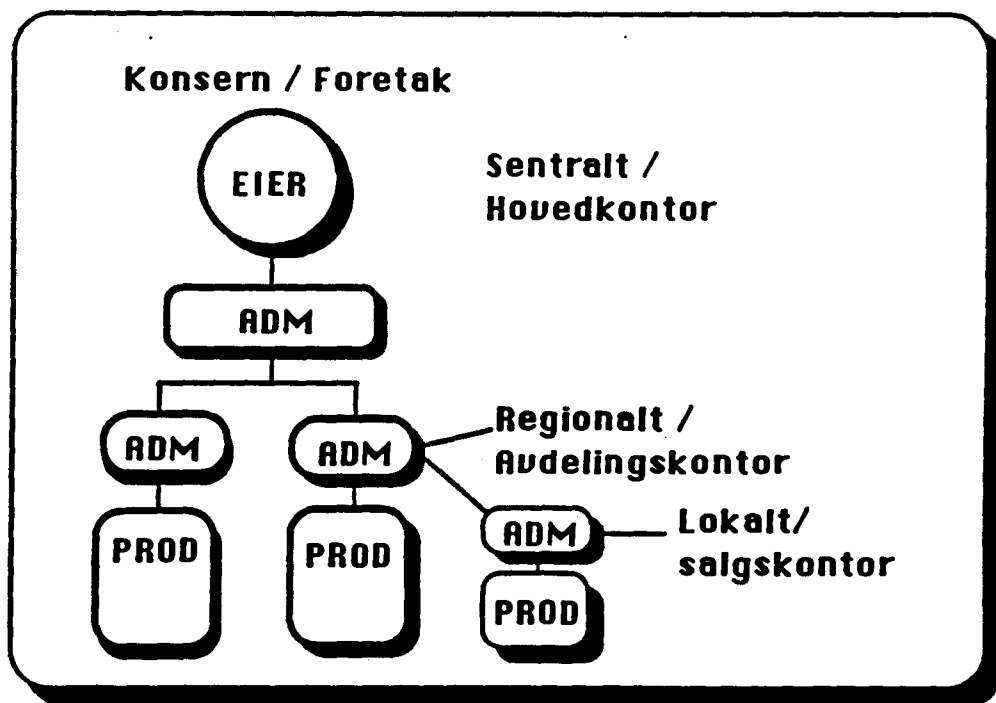 Konsern / Foretak
EIER
Sentralt /
Hovedkontor
ADM
ADM
ADM
Regionalt /
Avdelingskontor
PROD
PROD
ADM
Lokalt/
salgskontor
PROD